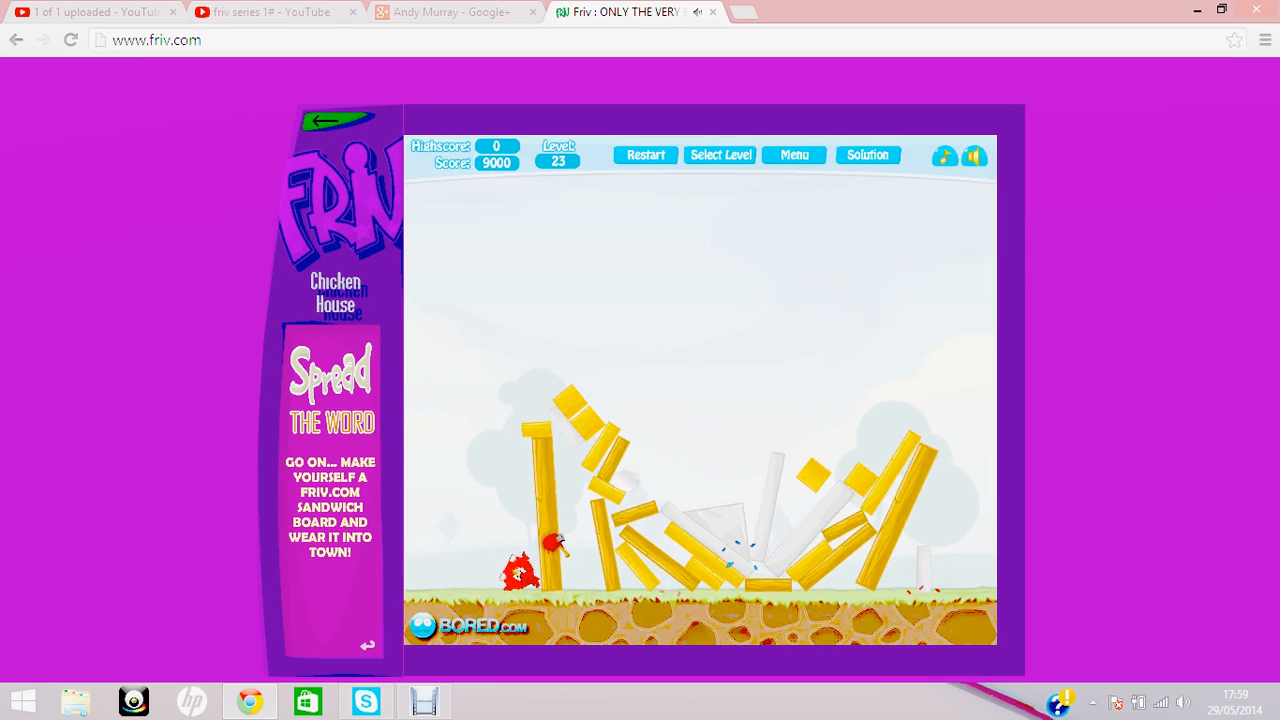 1 of 1 uploaded - YouTub
friv series 1# - YouTube
Andy Murray - Google+
Friv : ONLY THE VERY
www.friv.com
Highscore: 0
Level:
Score: 9000
23
Restart
Select Level
Menu
Solution
FRIV
Chicken
House
Spread
THE WORD
GO ON... MAKE
YOURSELF A
FRIV.COM
SANDWICH
BOARD AND
WEAR IT INTO
TOWN!
BORED.COM
hp
17:59
29/05/2014